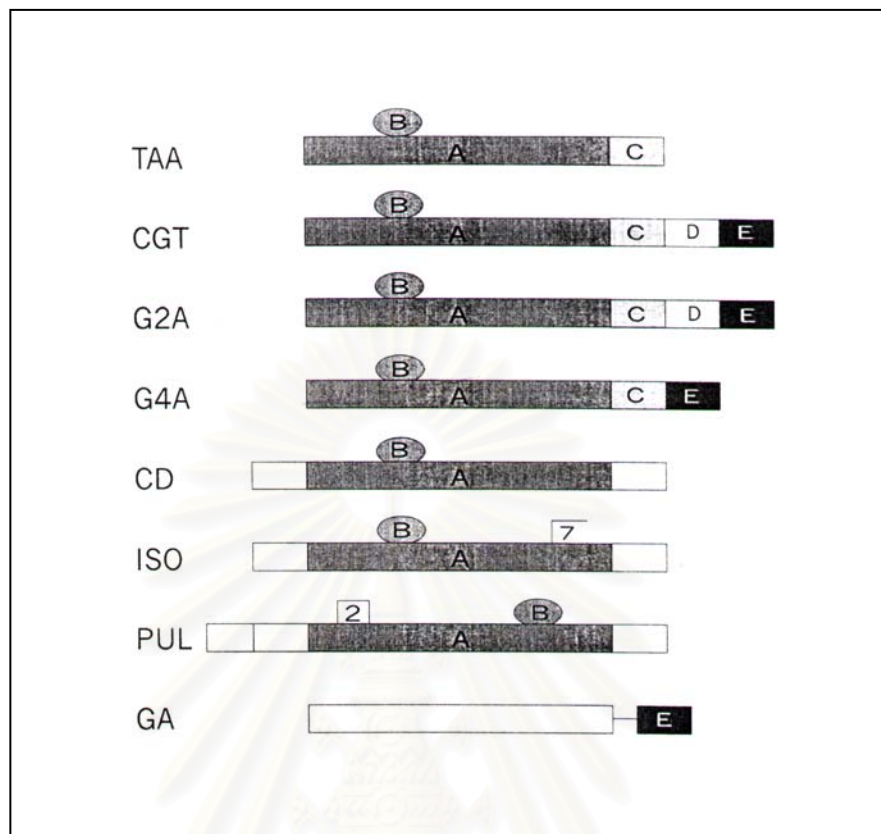 B
TAA A C
B
CGT A C D E
B
G2A A C D E
B
G4A A C E
B
CD A
B 7
ISO A
2 B
PUL A
GA E